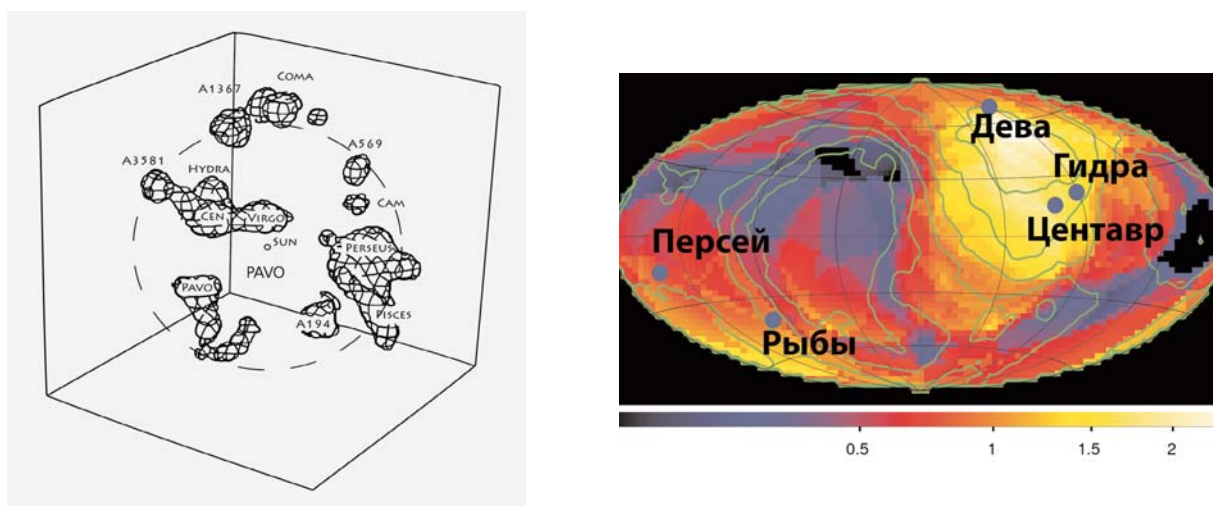 COMA
A1367
A3581
A569
HYDRA
CAM
CEN
VIRGO
SUN
PERSEUS
PAVO
PAVO
A194
PISCES
Дева
Гидра
Центавр
Персей
Рыбы
0.5 1 1.5 2